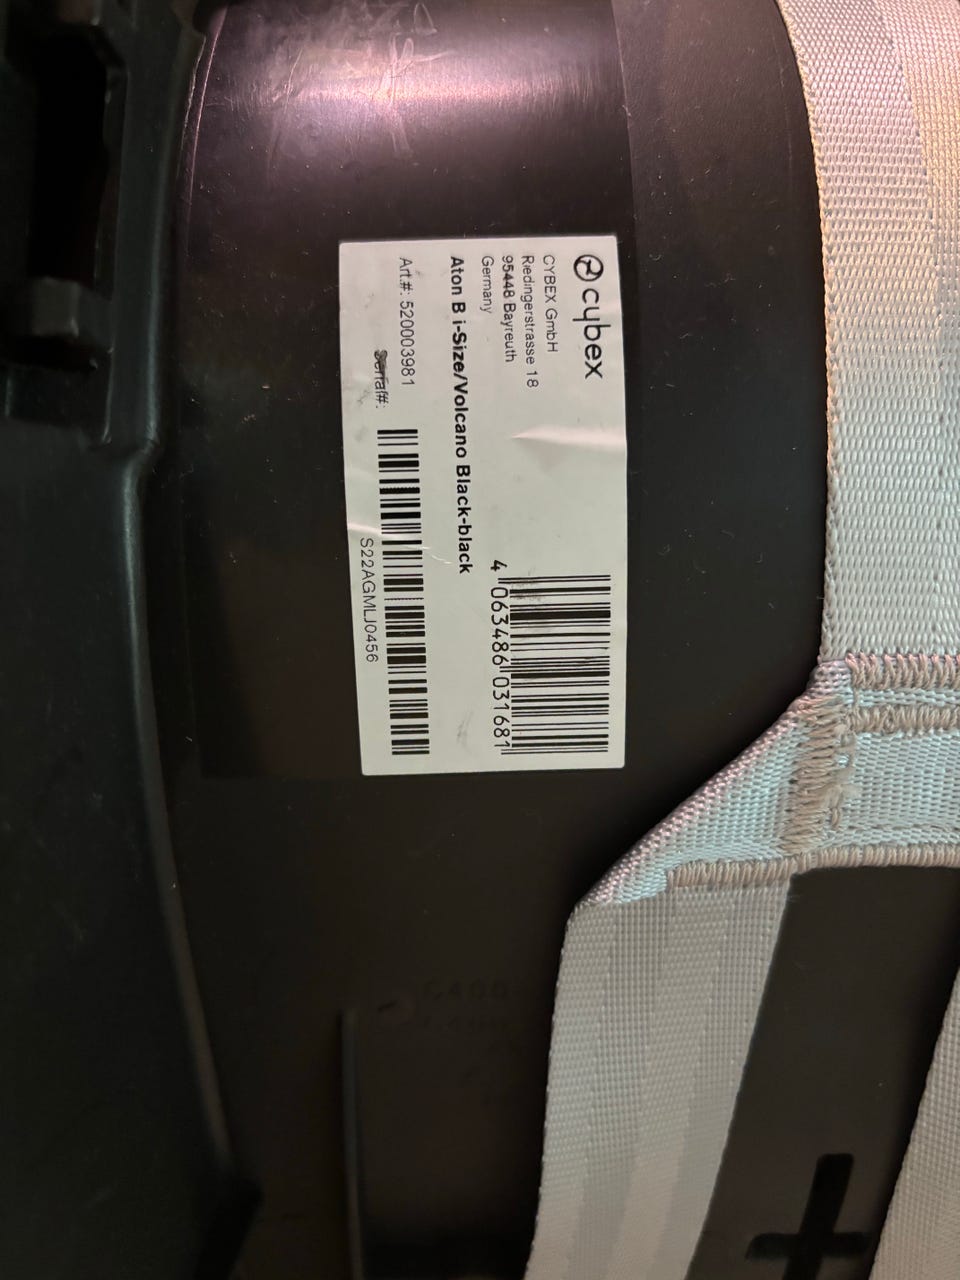 cybex
CYBEX GmbH
Riedingerstrasse 18
95448 Bayreuth
Germany
4 063486 031681
Aton B i-Size/Volcano Black-black
Art.#: 520003981
Serial#:
S22AGMLJ0456